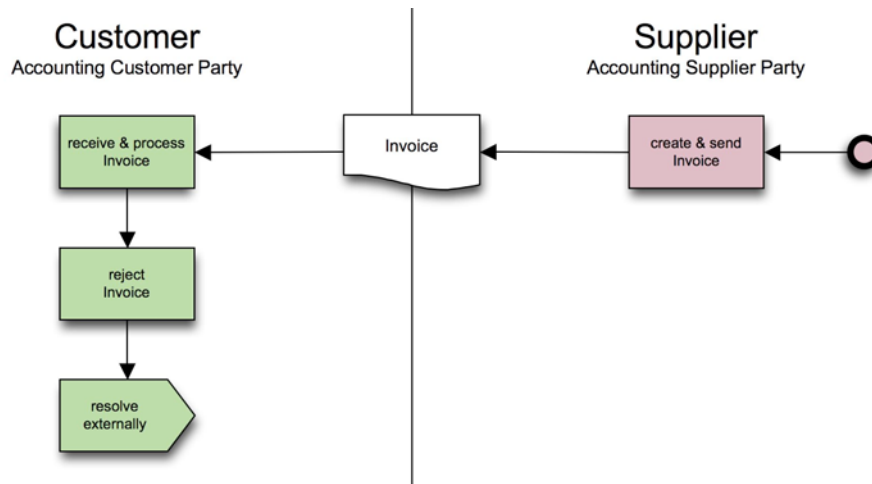 Customer
Accounting Customer Party
Supplier
Accounting Supplier Party
receive & process
Invoice
Invoice
create & send
Invoice
reject
Invoice
resolve
externally